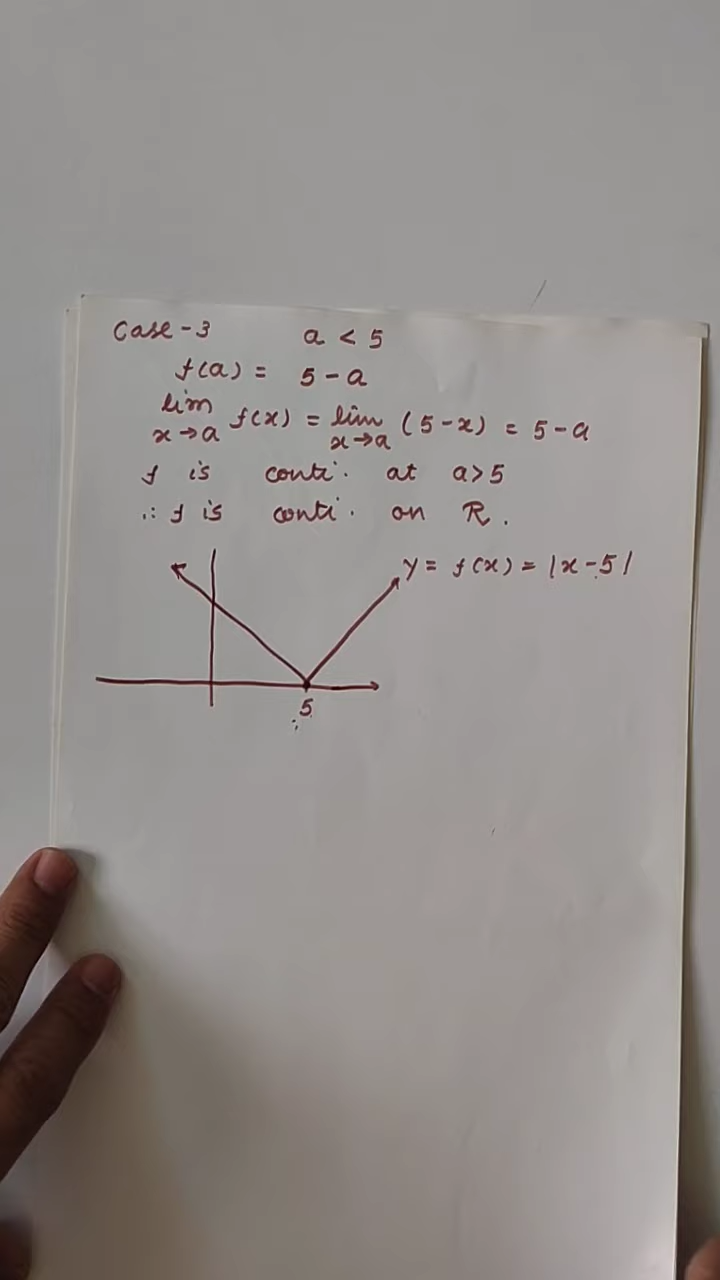 Case - 3 a < 5
f(a) = 5 - a
lim x→a f(x) = lim x→a (5 - x) = 5 - a
f is conti. at a > 5
∴ f is conti. on R.
y = f(x) = |x - 5|
5